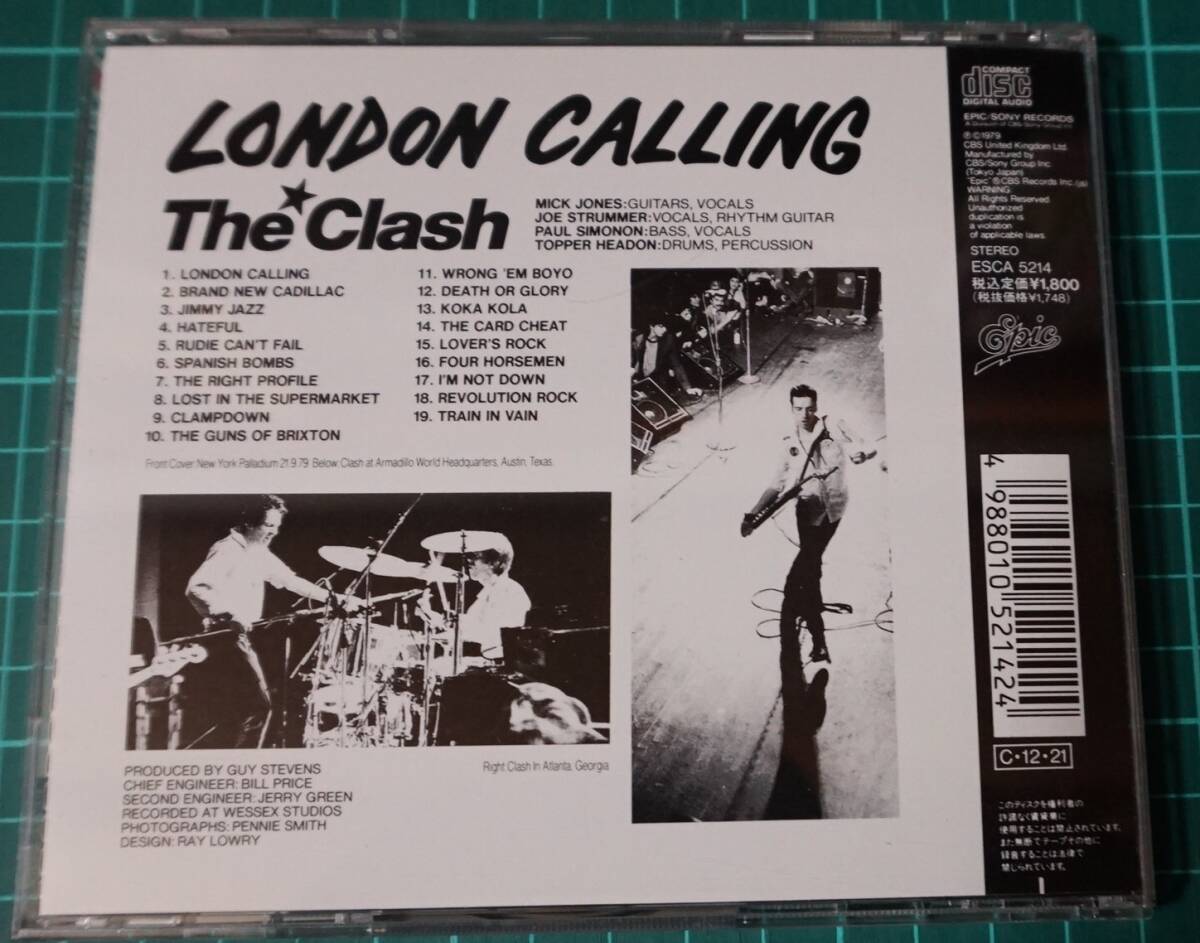 LONDON CALLING
The Clash
MICK JONES:GUITARS, VOCALS
JOE STRUMMER:VOCALS, RHYTHM GUITAR
PAUL SIMONON:BASS, VOCALS
TOPPER HEADON:DRUMS, PERCUSSION
1. LONDON CALLING
2. BRAND NEW CADILLAC
3. JIMMY JAZZ
4. HATEFUL
5. RUDIE CAN'T FAIL
6. SPANISH BOMBS
7. THE RIGHT PROFILE
8. LOST IN THE SUPERMARKET
9. CLAMPDOWN
10. THE GUNS OF BRIXTON
11. WRONG 'EM BOYO
12. DEATH OR GLORY
13. KOKA KOLA
14. THE CARD CHEAT
15. LOVER'S ROCK
16. FOUR HORSEMEN
17. I'M NOT DOWN
18. REVOLUTION ROCK
19. TRAIN IN VAIN
Front Cover: New York Palladium 21.9.79 Below, Clash at Armadillo World Headquarters, Austin, Texas.
Right Clash In Atlanta, Georgia
PRODUCED BY GUY STEVENS
CHIEF ENGINEER: BILL PRICE
SECOND ENGINEER: JERRY GREEN
RECORDED AT WESSEX STUDIOS
PHOTOGRAPHS: PENNIE SMITH
DESIGN: RAY LOWRY
COMPACT
disc
DIGITAL AUDIO
EPIC/SONY RECORDS
A Division of CBS/Sony Group Inc.
℗©1979
CBS United Kingdom Ltd.
Manufactured by
CBS/Sony Group Inc.
(Tokyo Japan)
"Epic" ® CBS Records Inc.
WARNING:
All Rights Reserved.
Unauthorized
duplication is
a violation
of applicable laws.
STEREO
ESCA 5214
税込定価¥1,800
(税抜価格¥1,748)
Epic
4 988010 521424
C・12・21
このディスクを権利者の
許諾なく賃貸業に
使用することは禁止されています。
また無断でテープその他に
録音することは法律で
禁じられています。